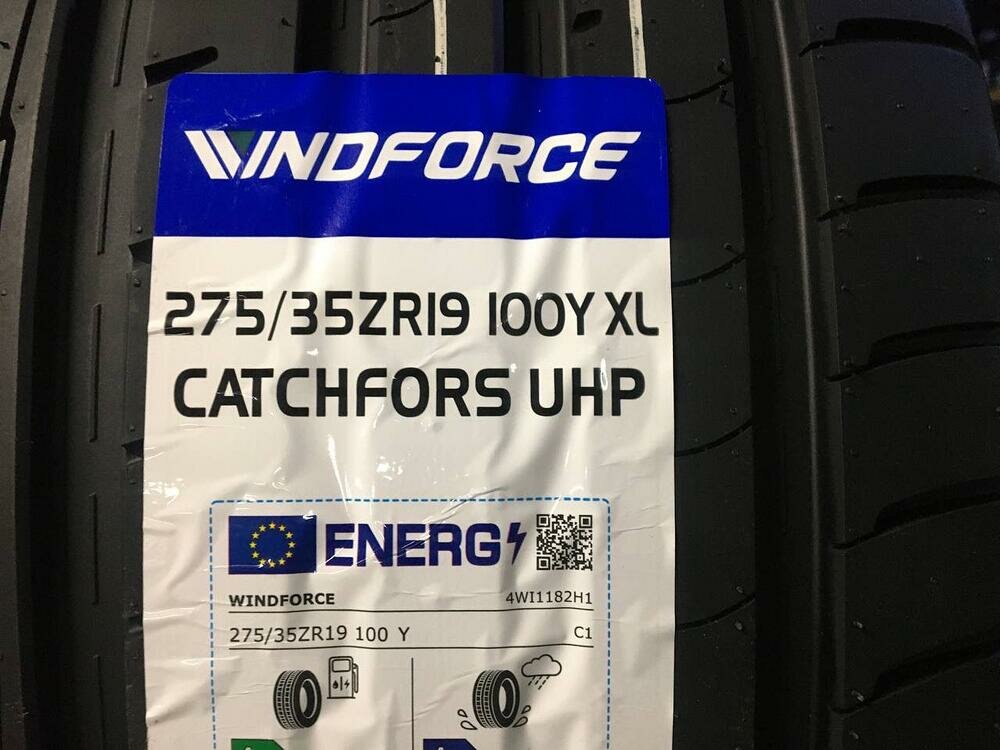 WINDFORCE
275/35ZR19 100Y XL
CATCHFORS UHP
ENERG
WINDFORCE 4WI1182H1
275/35ZR19 100 Y C1